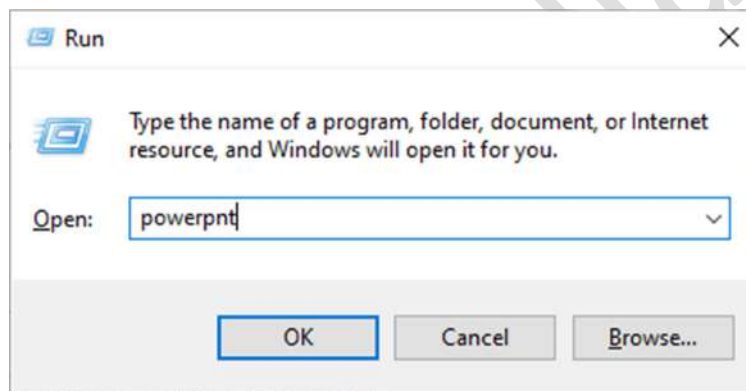 Run
Type the name of a program, folder, document, or Internet
resource, and Windows will open it for you.
Open: powerpnt
OK Cancel Browse...